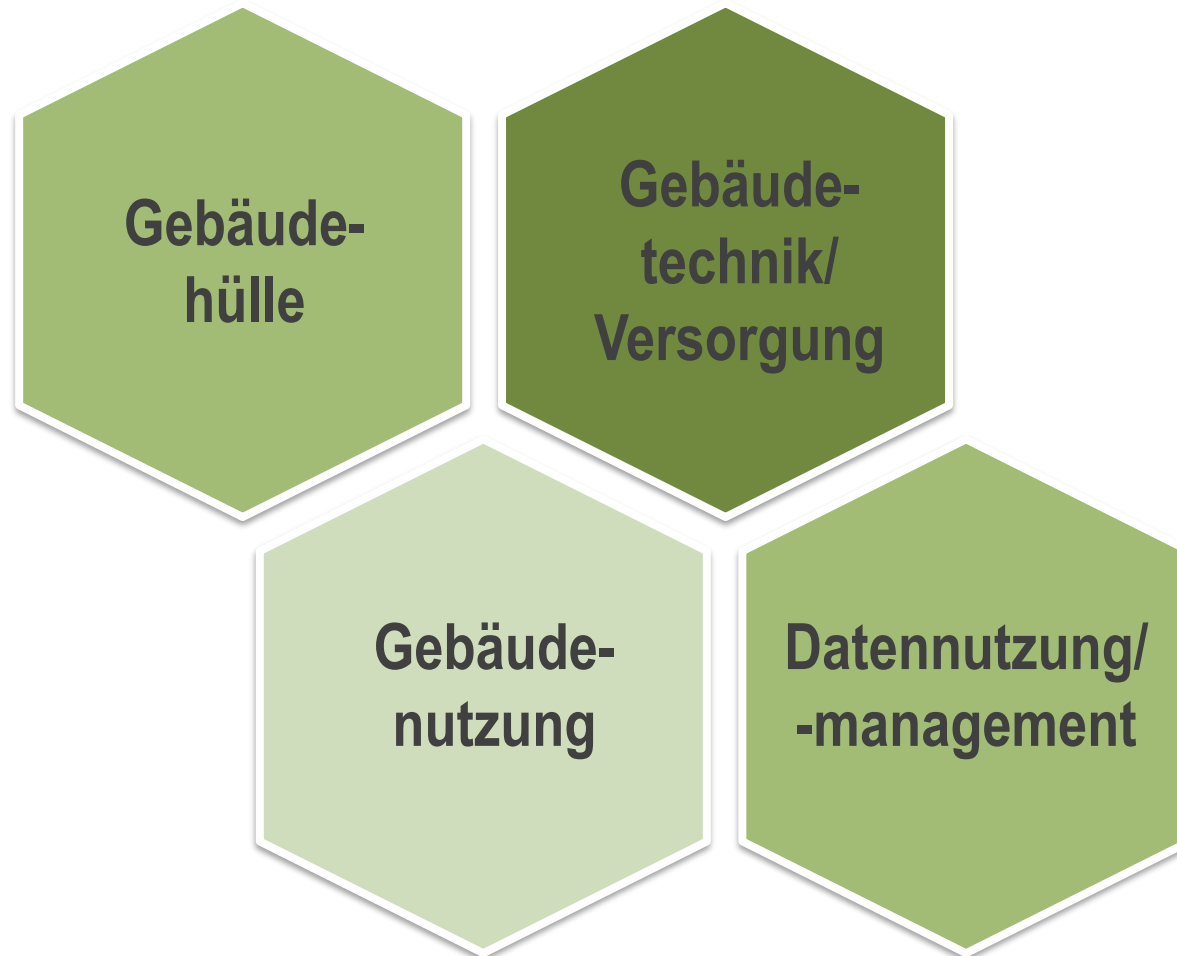 Gebäude-
hülle
Gebäude-
technik/
Versorgung
Gebäude-
nutzung
Datennutzung/
-management